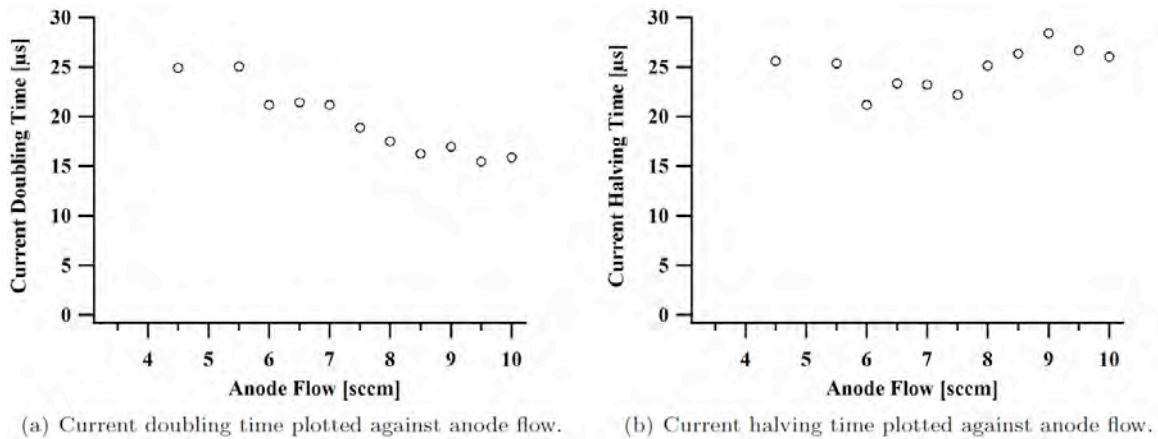 30
25
20
15
10
5
0
Current Doubling Time [μs]
4 5 6 7 8 9 10
Anode Flow [sccm]
(a) Current doubling time plotted against anode flow.
30
25
20
15
10
5
0
Current Halving Time [μs]
4 5 6 7 8 9 10
Anode Flow [sccm]
(b) Current halving time plotted against anode flow.